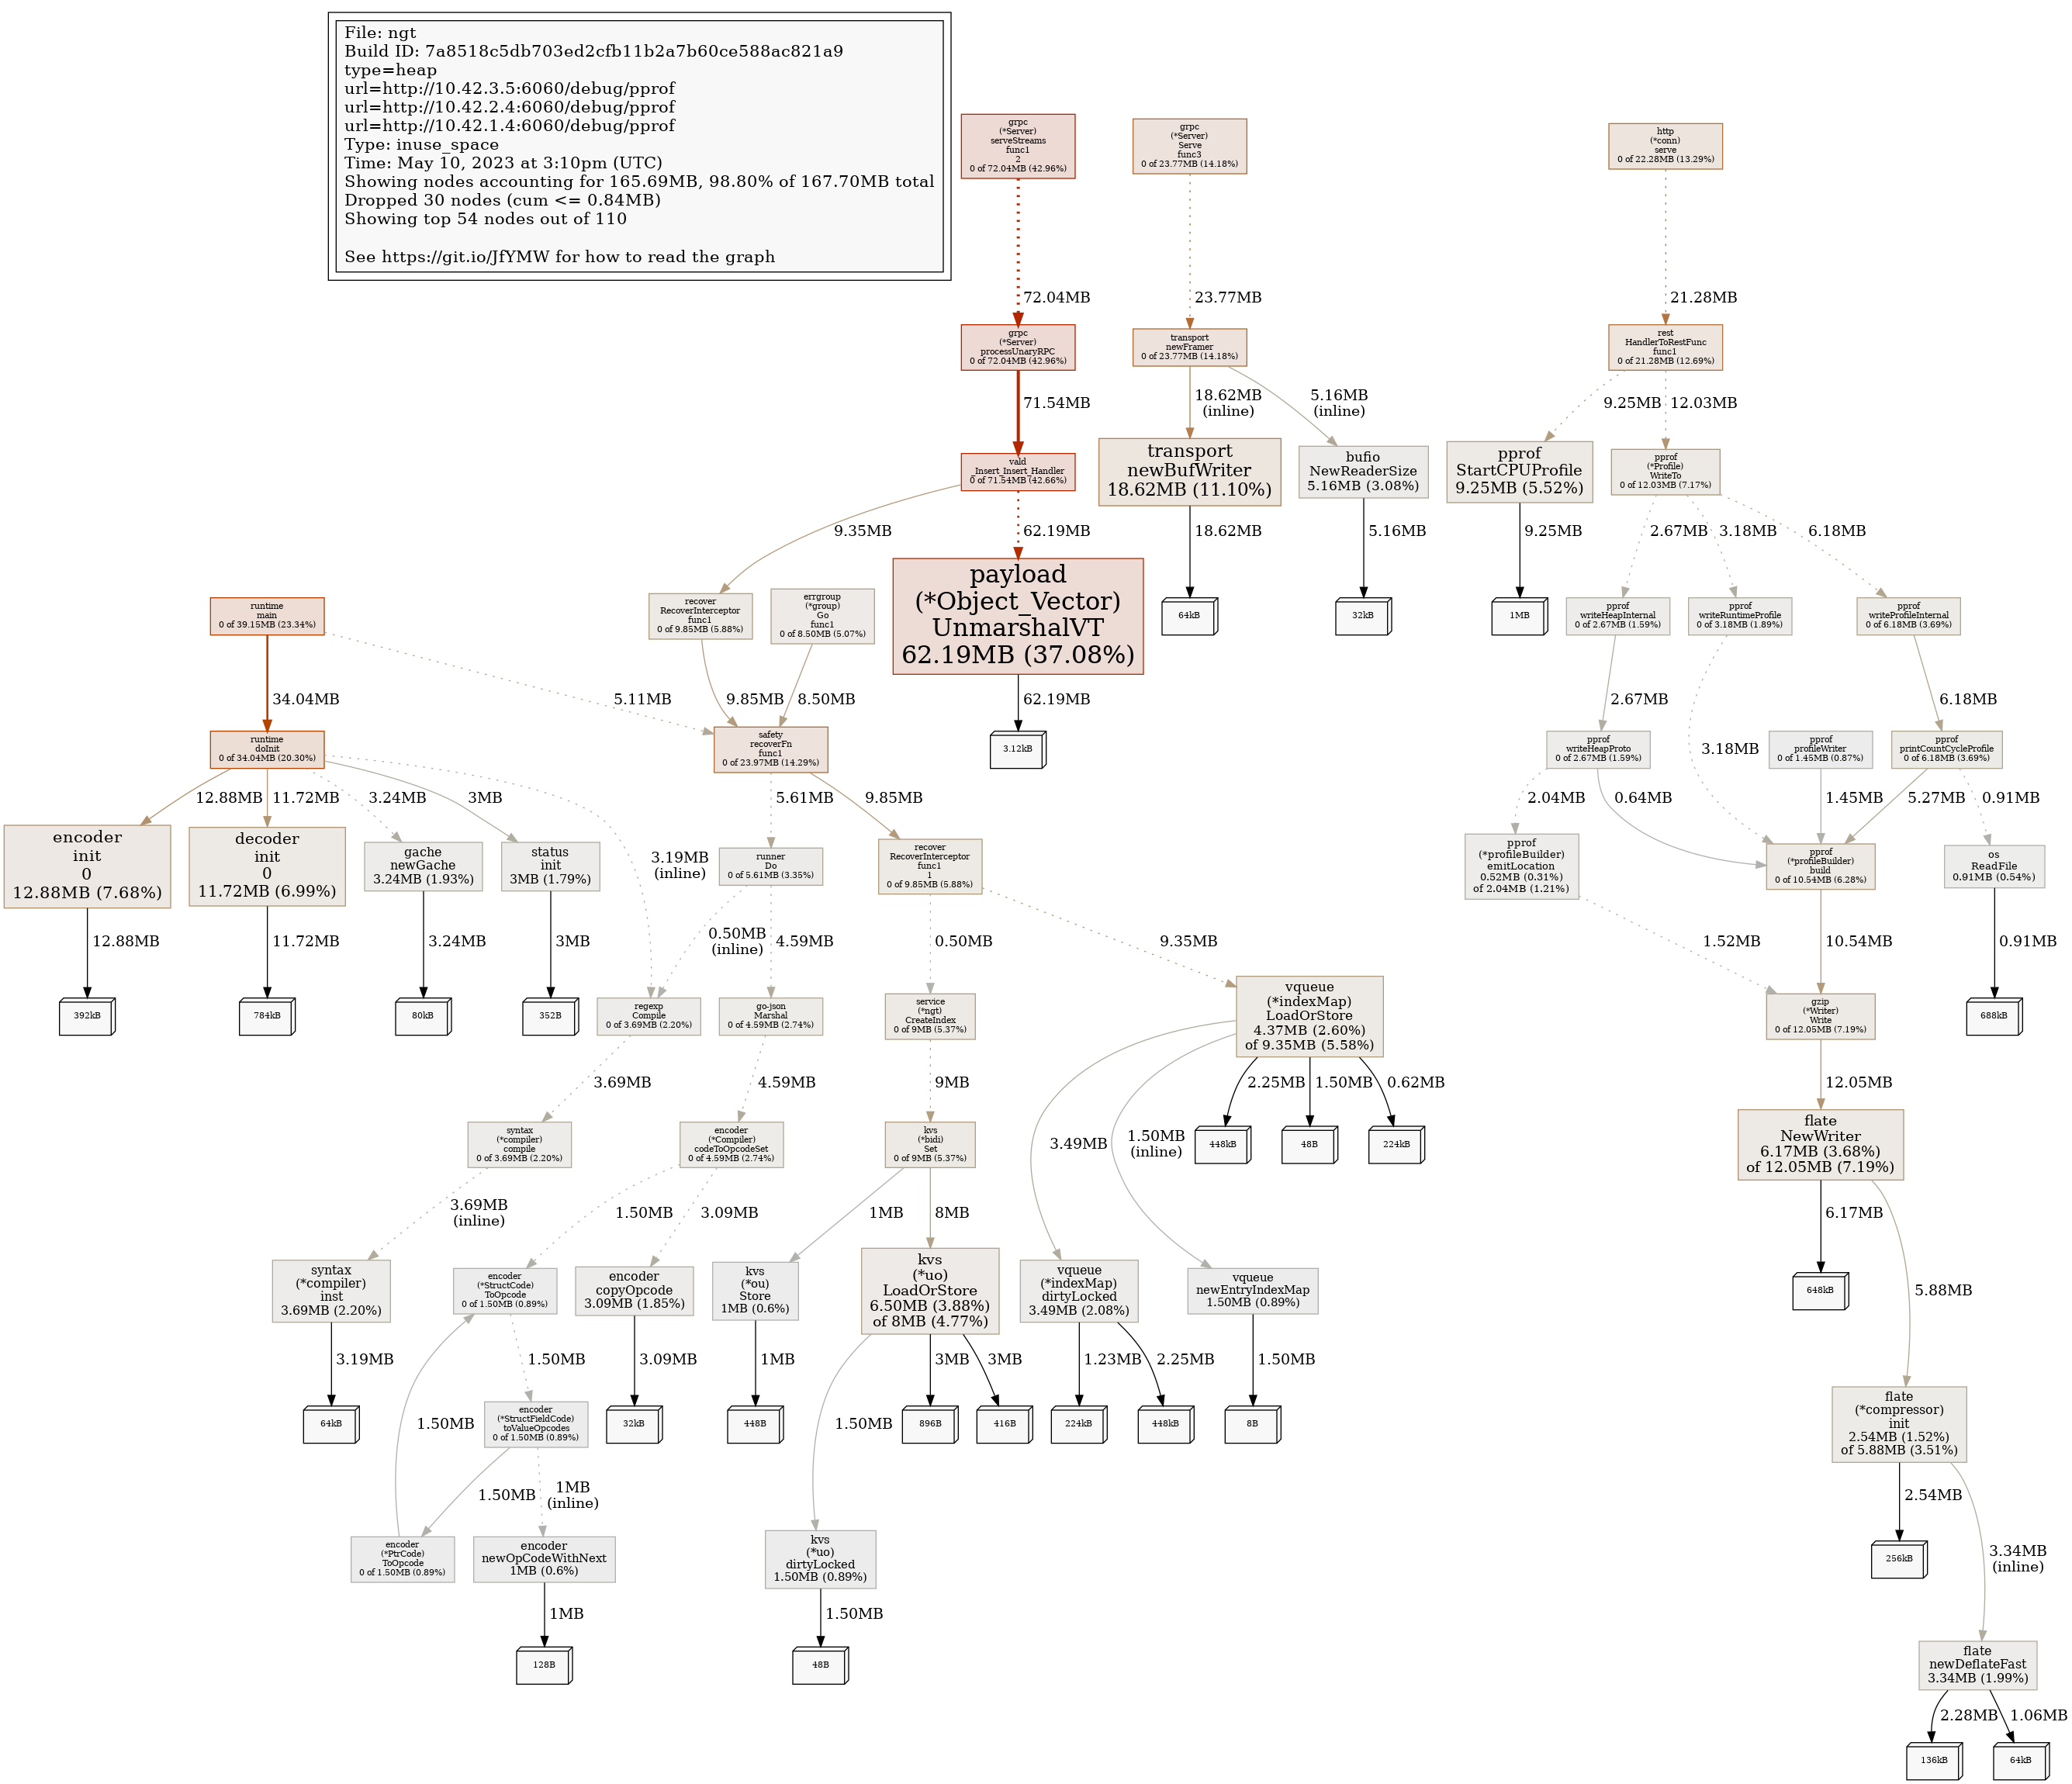 File: ngt
Build ID: 7a8518c5db703ed2cfb11b2a7b60ce588ac821a9
type=heap
url=http://10.42.3.5:6060/debug/pprof
url=http://10.42.2.4:6060/debug/pprof
url=http://10.42.1.4:6060/debug/pprof
Type: inuse_space
Time: May 10, 2023 at 3:10pm (UTC)
Showing nodes accounting for 165.69MB, 98.80% of 167.70MB total
Dropped 30 nodes (cum <= 0.84MB)
Showing top 54 nodes out of 110
See https://git.io/JfYMW for how to read the graph
grpc
(*Server)
serveStreams
func1
2
0 of 72.04MB (42.96%)
grpc
(*Server)
Serve
func3
0 of 23.77MB (14.18%)
http
(*conn)
serve
0 of 22.28MB (13.29%)
72.04MB
23.77MB
21.28MB
grpc
(*Server)
processUnaryRPC
0 of 72.04MB (42.96%)
transport
newFramer
0 of 23.77MB (14.18%)
rest
HandlerToRestFunc
func1
0 of 21.28MB (12.69%)
71.54MB
18.62MB
(inline)
5.16MB
(inline)
9.25MB
12.03MB
vald
_Insert_Insert_Handler
0 of 71.54MB (42.66%)
transport
newBufWriter
18.62MB (11.10%)
bufio
NewReaderSize
5.16MB (3.08%)
pprof
StartCPUProfile
9.25MB (5.52%)
pprof
(*Profile)
WriteTo
0 of 12.03MB (7.17%)
9.35MB
62.19MB
18.62MB
5.16MB
9.25MB
2.67MB
3.18MB
6.18MB
runtime
main
0 of 39.15MB (23.34%)
recover
RecoverInterceptor
func1
0 of 9.85MB (5.88%)
errgroup
(*group)
Go
func1
0 of 8.50MB (5.07%)
payload
(*Object_Vector)
UnmarshalVT
62.19MB (37.08%)
64kB
32kB
1MB
pprof
writeHeapInternal
0 of 2.67MB (1.59%)
pprof
writeRuntimeProfile
0 of 3.18MB (1.89%)
pprof
writeProfileInternal
0 of 6.18MB (3.69%)
34.04MB
5.11MB
9.85MB
8.50MB
62.19MB
2.67MB
6.18MB
runtime
doInit
0 of 34.04MB (20.30%)
safety
recoverFn
func1
0 of 23.97MB (14.29%)
3.12kB
pprof
writeHeapProto
0 of 2.67MB (1.59%)
3.18MB
pprof
profileWriter
0 of 1.45MB (0.87%)
pprof
printCountCycleProfile
0 of 6.18MB (3.69%)
12.88MB
11.72MB
3.24MB
3MB
5.61MB
9.85MB
2.04MB
0.64MB
1.45MB
5.27MB
0.91MB
encoder
init
0
12.88MB (7.68%)
decoder
init
0
11.72MB (6.99%)
gache
newGache
3.24MB (1.93%)
status
init
3MB (1.79%)
3.19MB
(inline)
runner
Do
0 of 5.61MB (3.35%)
recover
RecoverInterceptor
func1
1
0 of 9.85MB (5.88%)
pprof
(*profileBuilder)
emitLocation
0.52MB (0.31%)
of 2.04MB (1.21%)
pprof
(*profileBuilder)
build
0 of 10.54MB (6.28%)
os
ReadFile
0.91MB (0.54%)
12.88MB
11.72MB
3.24MB
3MB
0.50MB
(inline)
4.59MB
0.50MB
9.35MB
1.52MB
10.54MB
0.91MB
392kB
784kB
80kB
352B
regexp
Compile
0 of 3.69MB (2.20%)
go-json
Marshal
0 of 4.59MB (2.74%)
service
(*ngt)
CreateIndex
0 of 9MB (5.37%)
vqueue
(*indexMap)
LoadOrStore
4.37MB (2.60%)
of 9.35MB (5.58%)
gzip
(*Writer)
Write
0 of 12.05MB (7.19%)
688kB
3.69MB
4.59MB
9MB
2.25MB
1.50MB
0.62MB
12.05MB
syntax
(*compiler)
compile
0 of 3.69MB (2.20%)
encoder
(*Compiler)
codeToOpcodeSet
0 of 4.59MB (2.74%)
kvs
(*bidi)
Set
0 of 9MB (5.37%)
3.49MB
1.50MB
(inline)
448kB
48B
224kB
flate
NewWriter
6.17MB (3.68%)
of 12.05MB (7.19%)
3.69MB
(inline)
1.50MB
3.09MB
1MB
8MB
6.17MB
syntax
(*compiler)
inst
3.69MB (2.20%)
encoder
(*StructCode)
ToOpcode
0 of 1.50MB (0.89%)
encoder
copyOpcode
3.09MB (1.85%)
kvs
(*ou)
Store
1MB (0.6%)
kvs
(*uo)
LoadOrStore
6.50MB (3.88%)
of 8MB (4.77%)
vqueue
(*indexMap)
dirtyLocked
3.49MB (2.08%)
vqueue
newEntryIndexMap
1.50MB (0.89%)
648kB
5.88MB
3.19MB
1.50MB
3.09MB
1MB
3MB
3MB
1.23MB
2.25MB
1.50MB
64kB
1.50MB
encoder
(*StructFieldCode)
toValueOpcodes
0 of 1.50MB (0.89%)
32kB
448B
1.50MB
896B
416B
224kB
448kB
8B
flate
(*compressor)
init
2.54MB (1.52%)
of 5.88MB (3.51%)
1.50MB
1MB
(inline)
2.54MB
encoder
(*PtrCode)
ToOpcode
0 of 1.50MB (0.89%)
encoder
newOpCodeWithNext
1MB (0.6%)
kvs
(*uo)
dirtyLocked
1.50MB (0.89%)
256kB
3.34MB
(inline)
1MB
1.50MB
128B
48B
flate
newDeflateFast
3.34MB (1.99%)
2.28MB
1.06MB
136kB
64kB